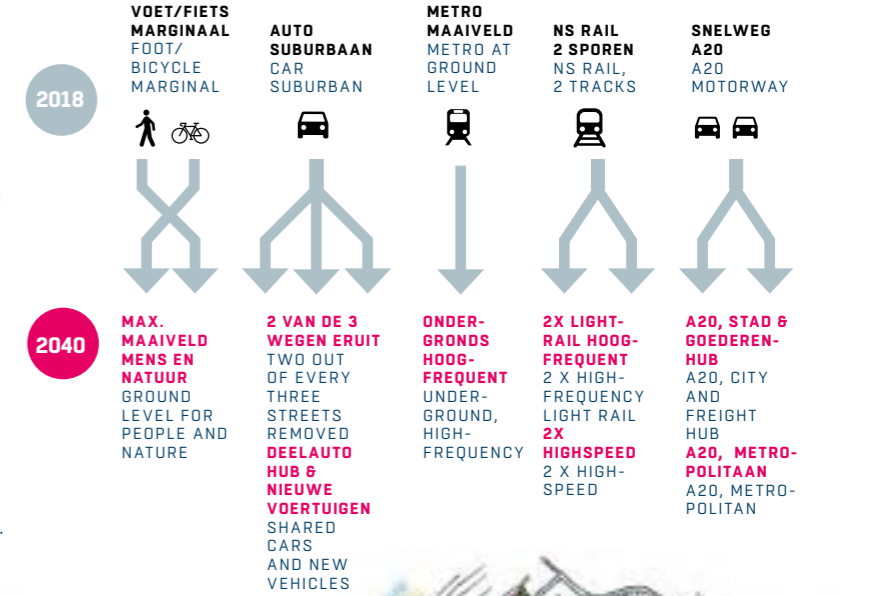 2018
VOET/FIETS
MARGINAAL
FOOT/
BICYCLE
MARGINAL
AUTO
SUBURBAAN
CAR
SUBURBAN
METRO
MAAIVELD
METRO AT
GROUND
LEVEL
NS RAIL
2 SPOREN
NS RAIL,
2 TRACKS
SNELWEG
A20
A20
MOTORWAY
2040
MAX.
MAAIVELD
MENS EN
NATUUR
GROUND
LEVEL FOR
PEOPLE AND
NATURE
2 VAN DE 3
WEGEN ERUIT
TWO OUT
OF EVERY
THREE
STREETS
REMOVED
DEELAUTO
HUB &
NIEUWE
VOERTUIGEN
SHARED
CARS
AND NEW
VEHICLES
ONDER-
GRONDS
HOOG-
FREQUENT
UNDER-
GROUND,
HIGH-
FREQUENCY
2X LIGHT-
RAIL HOOG-
FREQUENT
2 X HIGH-
FREQUENCY
LIGHT RAIL
2X
HIGHSPEED
2 X HIGH-
SPEED
A20, STAD &
GOEDEREN-
HUB
A20, CITY
AND
FREIGHT
HUB
A20, METRO-
POLITAAN
A20, METRO-
POLITAN